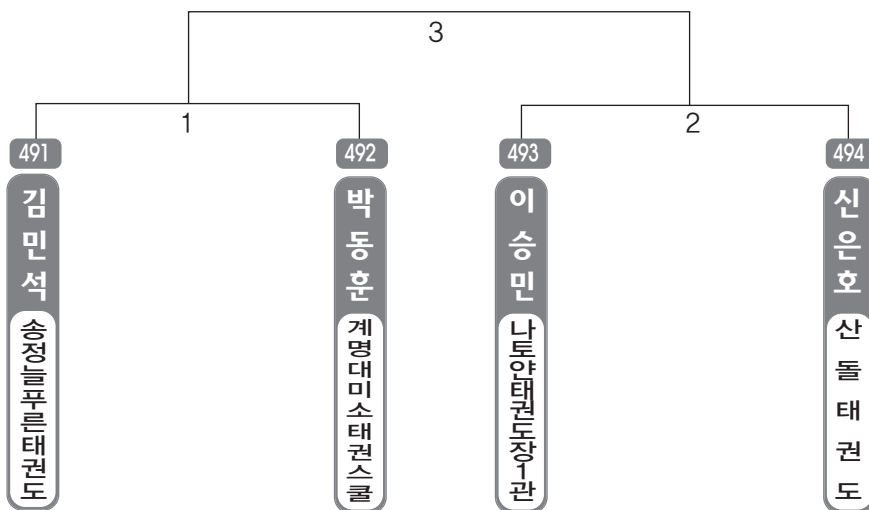 3
1
2
491
492
493
494
김민석
박동훈
이승민
신은호
송정늘푸른태권도
계명대미소태권스쿨
나토얀태권도장1관
산돌태권도